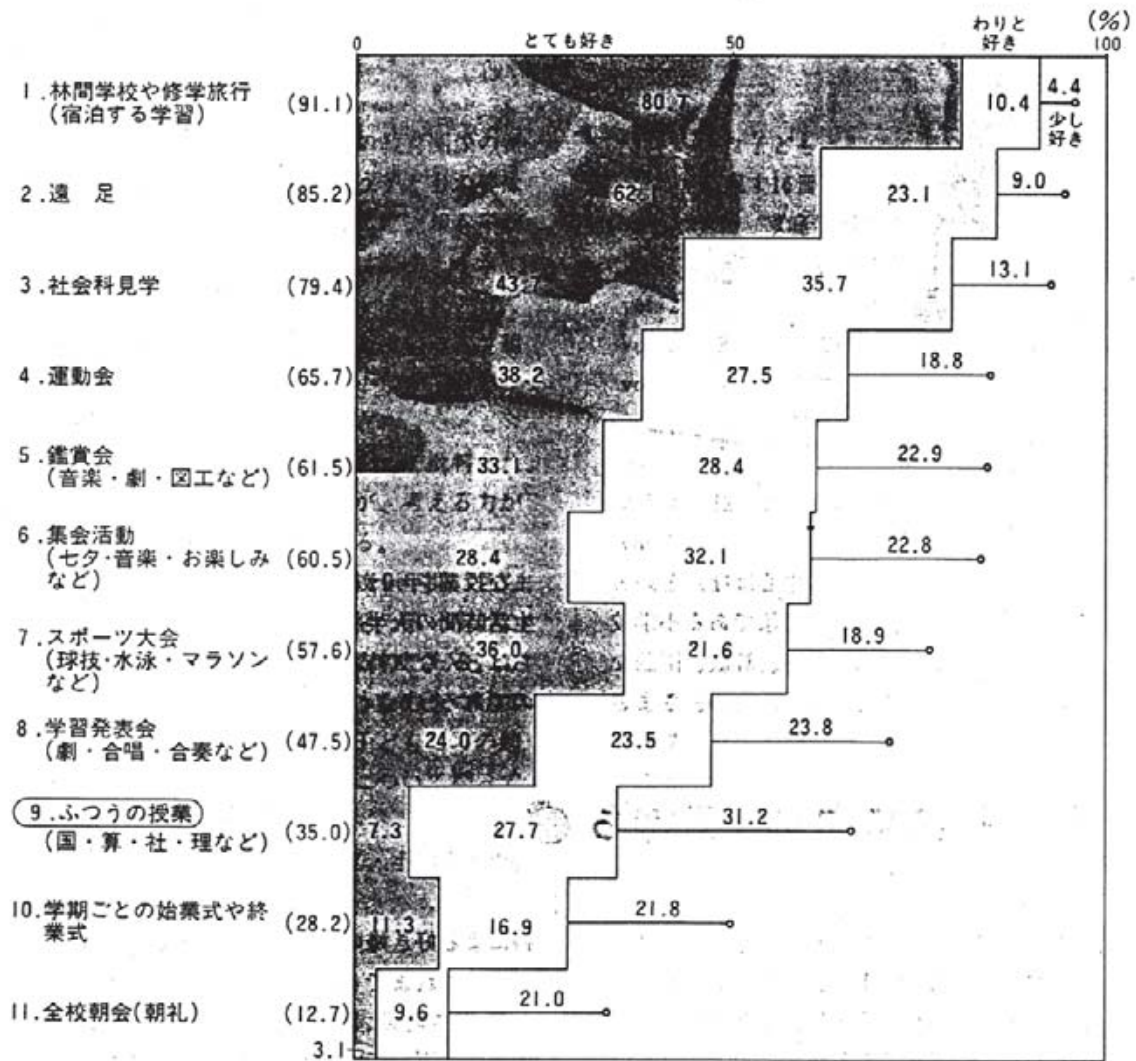 (%)
0 とても好き 50 わりと好き 100
1.林間学校や修学旅行
(宿泊する学習)
(91.1) 80.7 10.4 4.4
少し
好き
2.遠 足 (85.2) 62.1 23.1 9.0
3.社会科見学 (79.4) 43.7 35.7 13.1
4.運動会 (65.7) 38.2 27.5 18.8
5.鑑賞会
(音楽・劇・図工など) (61.5) 33.1 28.4 22.9
6.集会活動
(七夕・音楽・お楽しみ
など)
(60.5) 28.4 32.1 22.8
7.スポーツ大会
(球技・水泳・マラソン
など)
(57.6) 36.0 21.6 18.9
8.学習発表会
(劇・合唱・合奏など) (47.5) 24.0 23.5 23.8
9.ふつうの授業
(国・算・社・理など) (35.0) 7.3 27.7 31.2
10.学期ごとの始業式や終
業式
(28.2) 11.3 16.9 21.8
11.全校朝会(朝礼) (12.7) 9.6 21.0
3.1